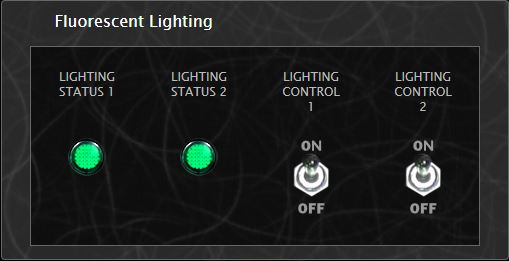 Fluorescent Lighting
LIGHTING
STATUS 1
LIGHTING
STATUS 2
LIGHTING
CONTROL
1
LIGHTING
CONTROL
2
ON
OFF
ON
OFF